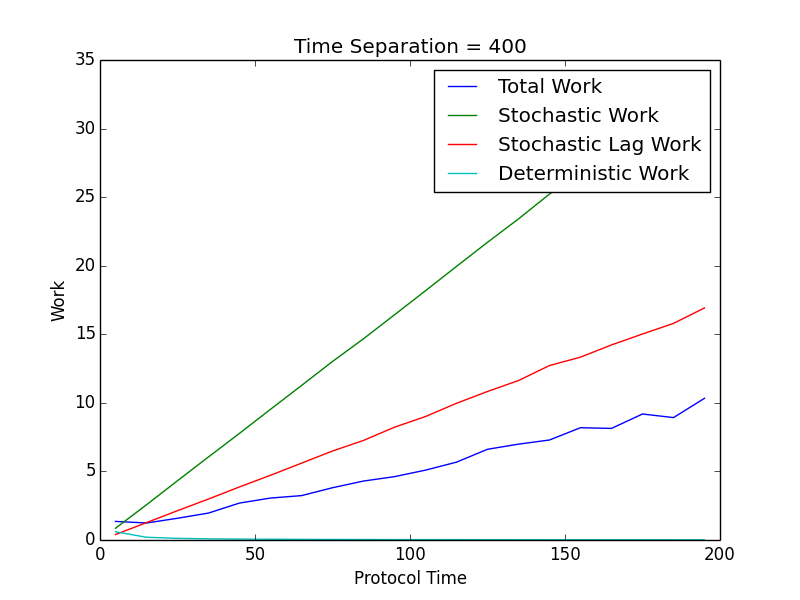 Time Separation = 400
35
30
25
20
15
10
5
0
Work
Total Work
Stochastic Work
Stochastic Lag Work
Deterministic Work
0 50 100 150 200
Protocol Time